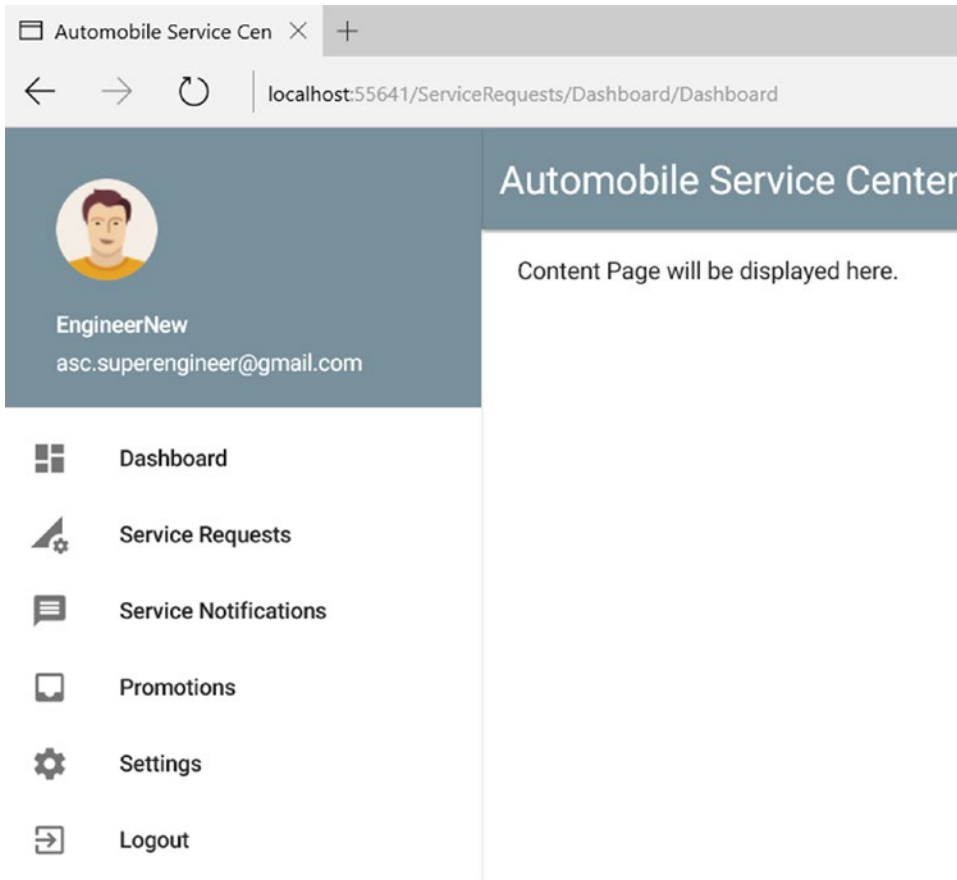 Automobile Service Cen
localhost:55641/ServiceRequests/Dashboard/Dashboard
Automobile Service Center
Content Page will be displayed here.
EngineerNew
asc.superengineer@gmail.com
Dashboard
Service Requests
Service Notifications
Promotions
Settings
Logout